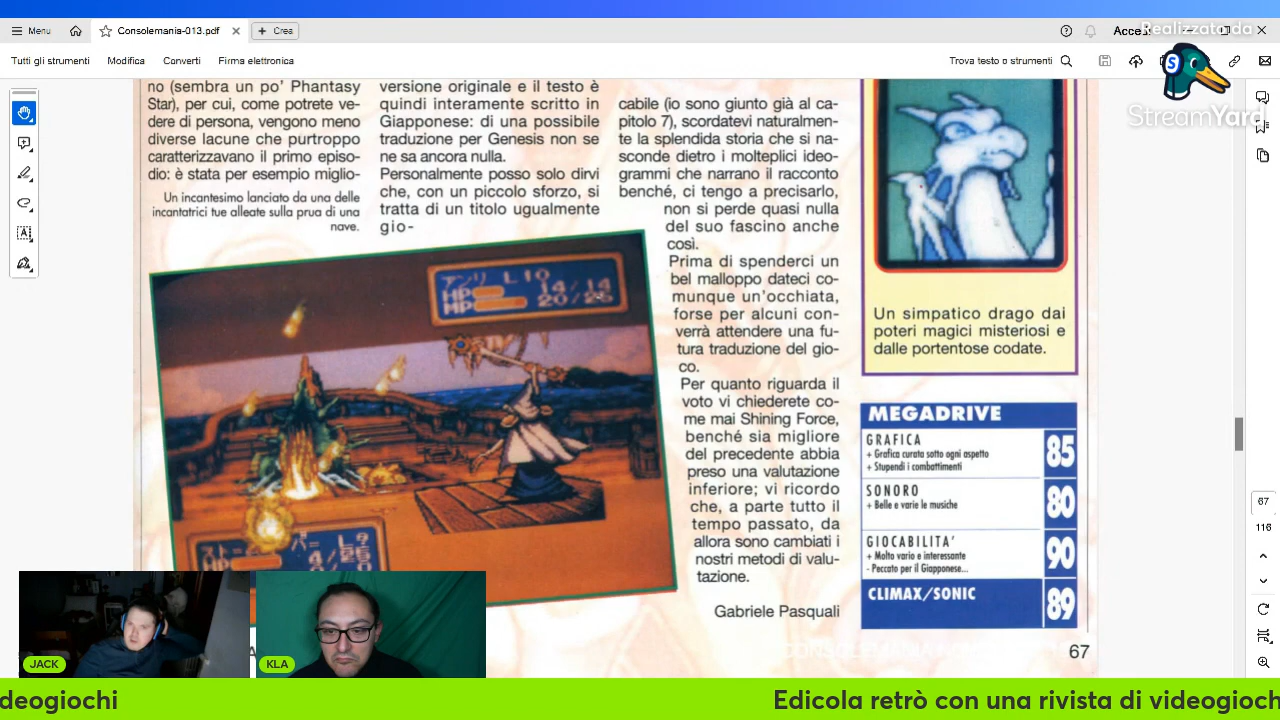 Menu
Consolemania-013.pdf
Crea
Realizzato da
Tutti gli strumenti
Modifica
Converti
Firma elettronica
Trova testo o strumenti
StreamYard
no (sembra un po' Phantasy
Star), per cui, come potrete ve-
dere di persona, vengono meno
diverse lacune che purtroppo
caratterizzavano il primo episo-
dio: è stata per esempio miglio-
Un incantesimo lanciato da una delle
incantatrici tue alleate sulla prua di una
nave.
versione originale e il testo è
quindi interamente scritto in
Giapponese: di una possibile
traduzione per Genesis non se
ne sa ancora nulla.
Personalmente posso solo dirvi
che, con un piccolo sforzo, si
tratta di un titolo ugualmente
gio-
cabile (io sono giunto già al ca-
pitolo 7), scordatevi naturalmen-
te la splendida storia che si na-
sconde dietro i molteplici ideo-
grammi che narrano il racconto
benché, ci tengo a precisarlo,
non si perde quasi nulla
del suo fascino anche
così.
Prima di spenderci un
bel malloppo dateci co-
munque un'occhiata,
forse per alcuni con-
verrà attendere una fu-
tura traduzione del gio-
co.
Per quanto riguarda il
voto vi chiederete co-
me mai Shining Force,
benché sia migliore
del precedente abbia
preso una valutazione
inferiore; vi ricordo
che, a parte tutto il
tempo passato, da
allora sono cambiati i
nostri metodi di valu-
tazione.
Gabriele Pasquali
アンリ L10
HP 14/14
MP 20/25
Un simpatico drago dai
poteri magici misteriosi e
dalle portentose codate.
MEGADRIVE
GRAFICA
+ Grafica curata sotto ogni aspetto
+ Stupendi i combattimenti
85
SONORO
+ Belle e varie le musiche
80
GIOCABILITA'
+ Molto vario e interessante
- Peccato per il Giapponese...
90
CLIMAX/SONIC
89
67
67
116
JACK
KLA
deogiochi
Edicola retrò con una rivista di videogioch